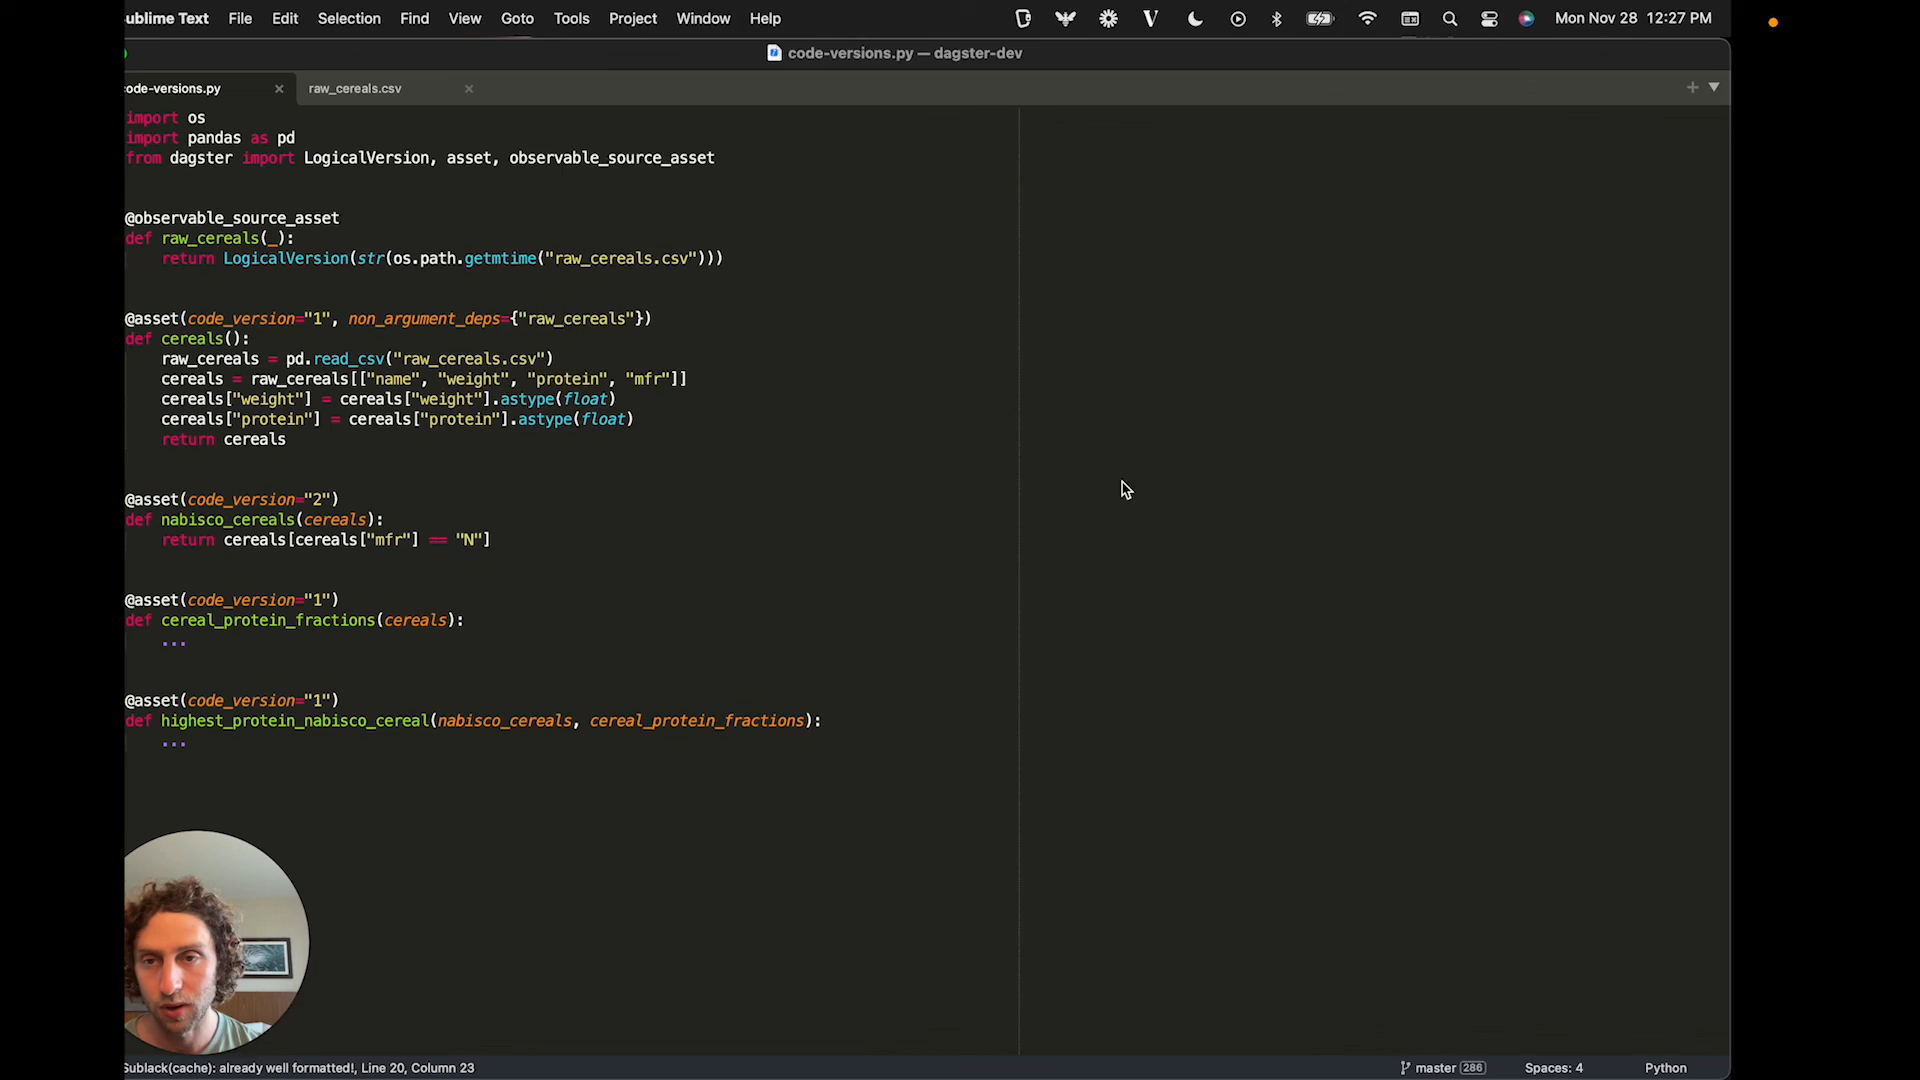 ublime Text File Edit Selection Find View Goto Tools Project Window Help Mon Nov 28 12:27 PM
code-versions.py — dagster-dev
ode-versions.py × raw_cereals.csv ×
import os
import pandas as pd
from dagster import LogicalVersion, asset, observable_source_asset
@observable_source_asset
def raw_cereals(_):
return LogicalVersion(str(os.path.getmtime("raw_cereals.csv")))
@asset(code_version="1", non_argument_deps={"raw_cereals"})
def cereals():
raw_cereals = pd.read_csv("raw_cereals.csv")
cereals = raw_cereals[["name", "weight", "protein", "mfr"]]
cereals["weight"] = cereals["weight"].astype(float)
cereals["protein"] = cereals["protein"].astype(float)
return cereals
@asset(code_version="2")
def nabisco_cereals(cereals):
return cereals[cereals["mfr"] == "N"]
@asset(code_version="1")
def cereal_protein_fractions(cereals):
...
@asset(code_version="1")
def highest_protein_nabisco_cereal(nabisco_cereals, cereal_protein_fractions):
...
Sublack(cache): already well formatted!, Line 20, Column 23 master 286 Spaces: 4 Python